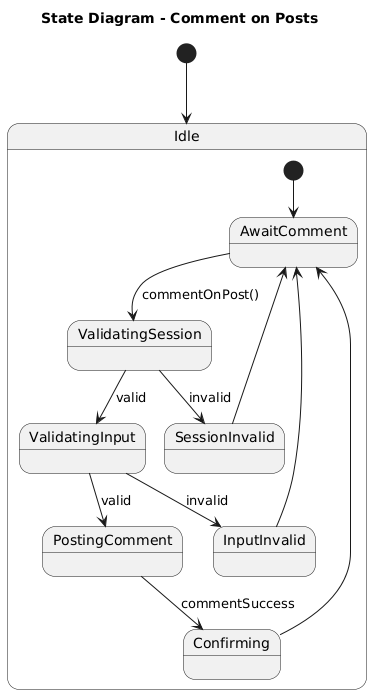 State Diagram - Comment on Posts
Idle
AwaitComment
commentOnPost()
ValidatingSession
valid
invalid
ValidatingInput
SessionInvalid
valid
invalid
PostingComment
InputInvalid
commentSuccess
Confirming